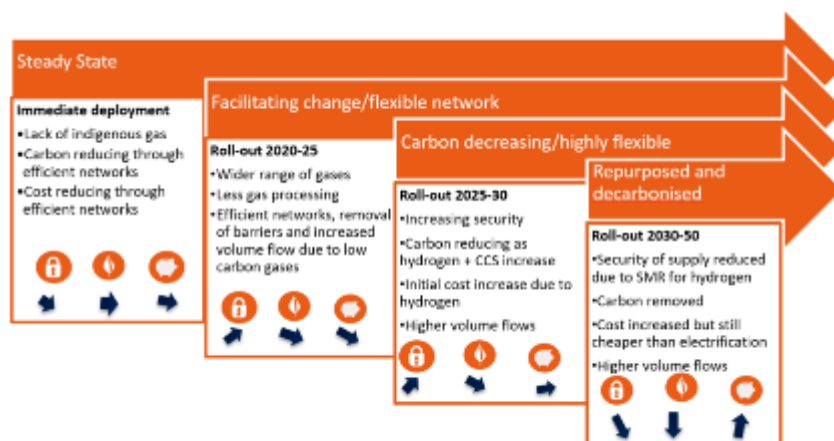 Steady State
Immediate deployment
•Lack of indigenous gas
•Carbon reducing through
efficient networks
•Cost reducing through
efficient networks
Facilitating change/flexible network
Roll-out 2020-25
•Wider range of gases
•Less gas processing
•Efficient networks, removal
of barriers and increased
volume flow due to low
carbon gases
Carbon decreasing/highly flexible
Roll-out 2025-30
•Increasing security
•Carbon reducing as
hydrogen + CCS increase
•Initial cost increase due to
hydrogen
•Higher volume flows
Repurposed and
decarbonised
Roll-out 2030-50
•Security of supply reduced
due to SMR for hydrogen
•Carbon removed
•Cost increased but still
cheaper than electrification
•Higher volume flows